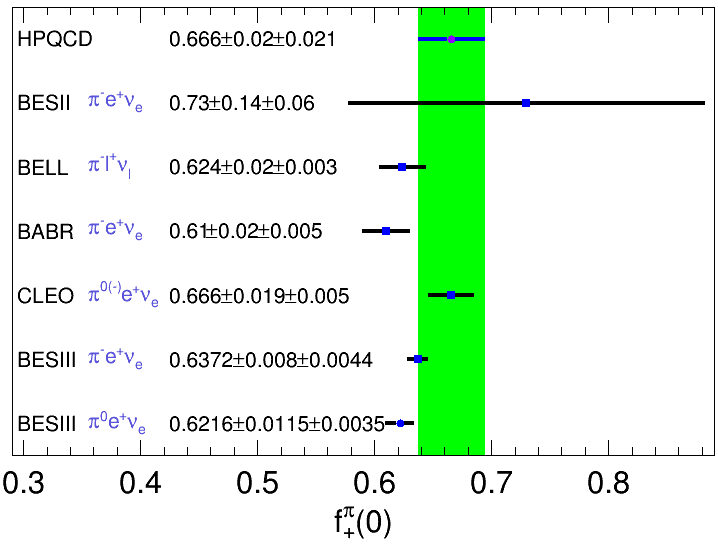 HPQCD 0.666±0.02±0.021
BESII π⁻e⁺νₑ 0.73±0.14±0.06
BELL π⁻l⁺νₗ 0.624±0.02±0.003
BABR π⁻e⁺νₑ 0.61±0.02±0.005
CLEO π⁰⁽⁻⁾e⁺νₑ 0.666±0.019±0.005
BESIII π⁻e⁺νₑ 0.6372±0.008±0.0044
BESIII π⁰e⁺νₑ 0.6216±0.0115±0.0035
0.3 0.4 0.5 0.6 0.7 0.8
f₊^π(0)